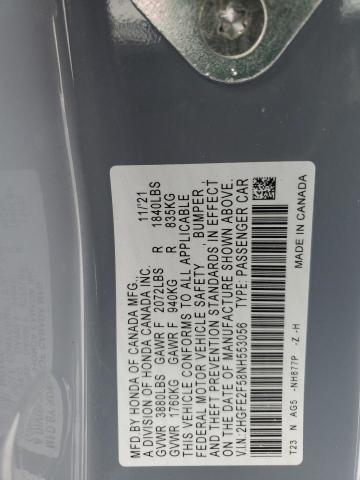 MFD.BY HONDA OF CANADA MFG.,
A DIVISION OF HONDA CANADA INC. 11/'21
GVWR 3880LBS GAWR F 2072LBS R 1840LBS
GVWR 1760KG GAWR F 940KG R 835KG
THIS VEHICLE CONFORMS TO ALL APPLICABLE
FEDERAL MOTOR VEHICLE SAFETY , BUMPER ,
AND THEFT PREVENTION STANDARDS IN EFFECT
ON THE DATE OF MANUFACTURE SHOWN ABOVE.
V.I.N: 2HGFE2F56NH553056 TYPE: PASSENGER CAR
T23 N AG5 -NH877P -Z -H MADE IN CANADA